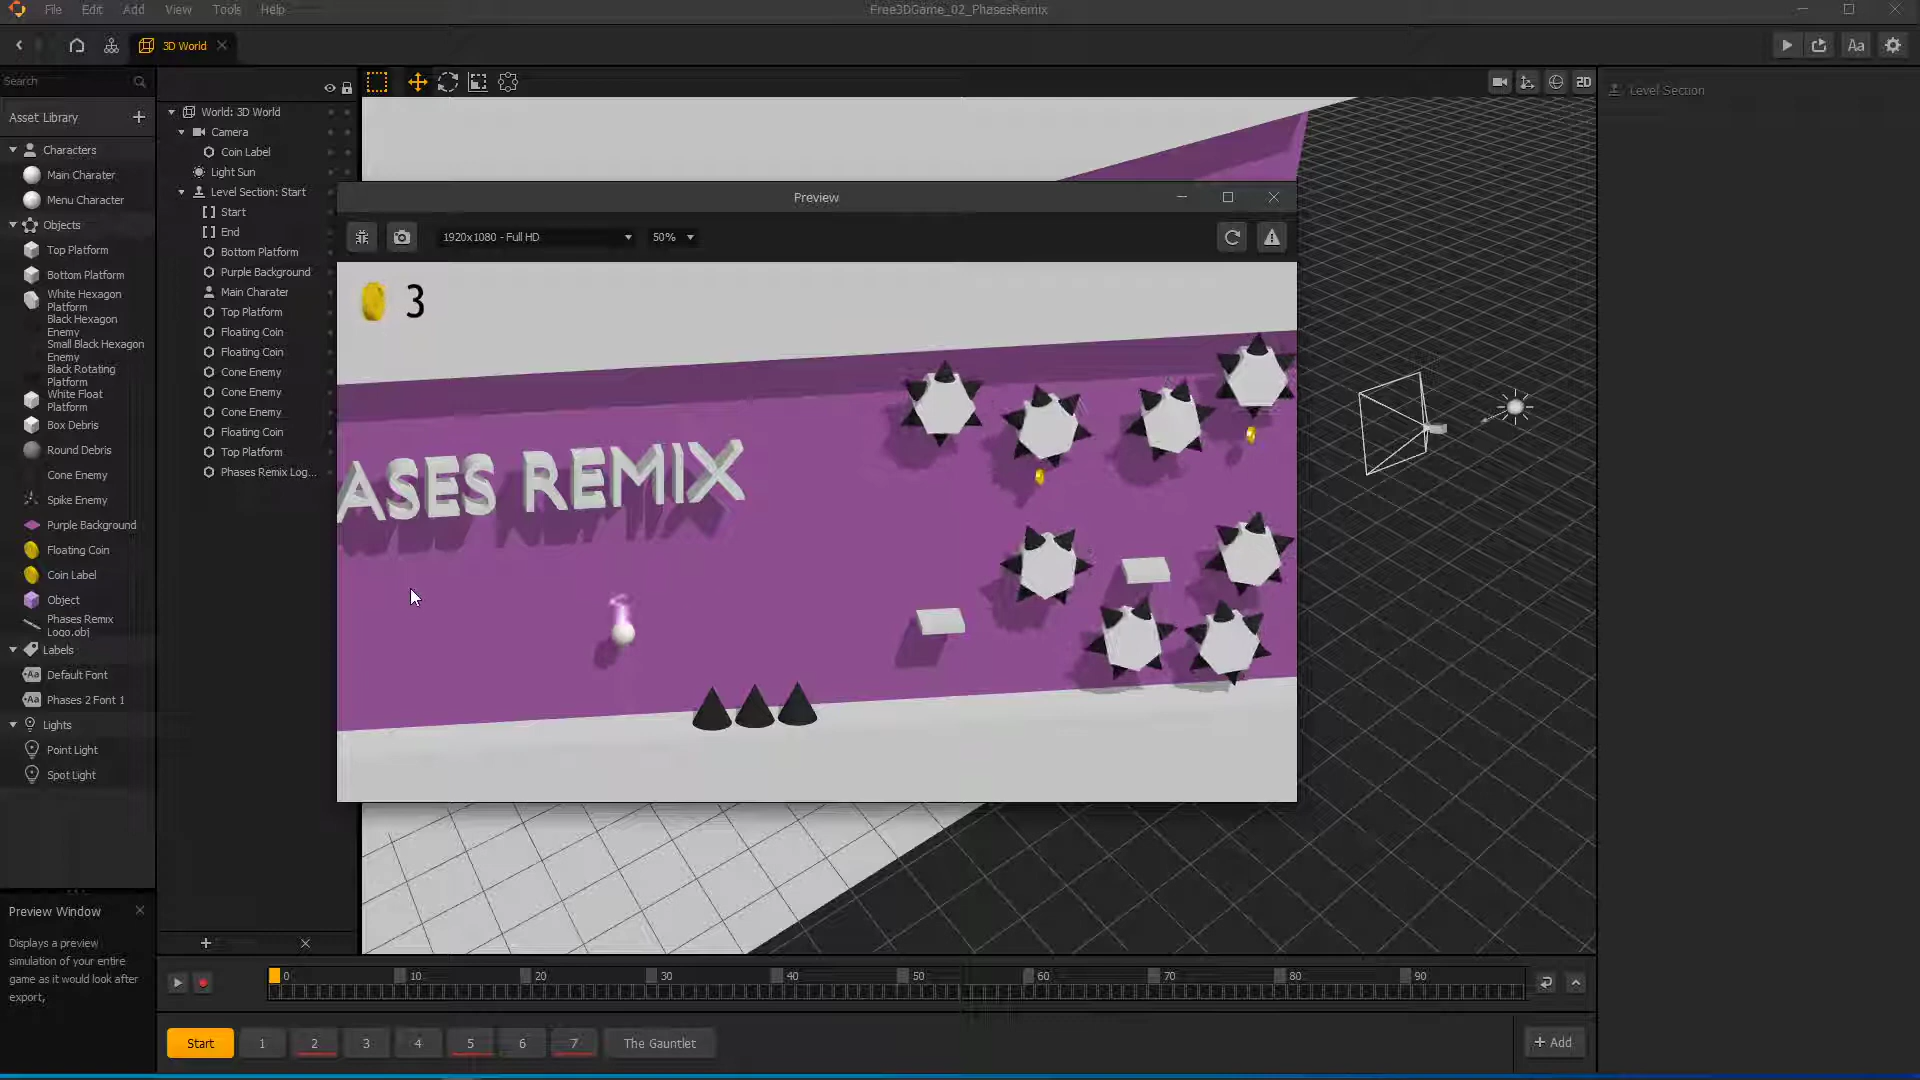 File Edit Add View Tools Help
Free3DGame_02_PhasesRemix
3D World
Aa
Search
2D
Level Section
Asset Library
Characters
Main Charater
Menu Character
Objects
Top Platform
Bottom Platform
White Hexagon
Platform
Black Hexagon
Enemy
Small Black Hexagon
Enemy
Black Rotating
Platform
White Float
Platform
Box Debris
Round Debris
Cone Enemy
Spike Enemy
Purple Background
Floating Coin
Coin Label
Object
Phases Remix
Logo.obj
Labels
Aa Default Font
Aa Phases 2 Font 1
Lights
Point Light
Spot Light
World: 3D World
Camera
Coin Label
Light Sun
Level Section: Start
Start
End
Bottom Platform
Purple Background
Main Charater
Top Platform
Floating Coin
Floating Coin
Cone Enemy
Cone Enemy
Cone Enemy
Floating Coin
Top Platform
Phases Remix Log...
Preview
1920x1080 - Full HD
50%
3
ASES REMIX
Preview Window
Displays a preview
simulation of your entire
game as it would look after
export,
0 10 20 30 40 50 60 70 80 90
Start 1 2 3 4 5 6 7 The Gauntlet
+ Add